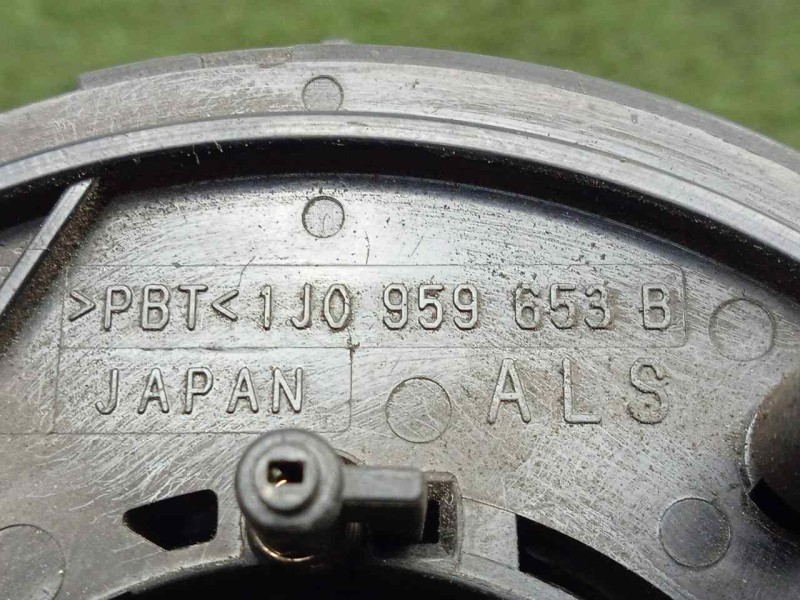 >PBT< 1J0 959 653 B
JAPAN ALS